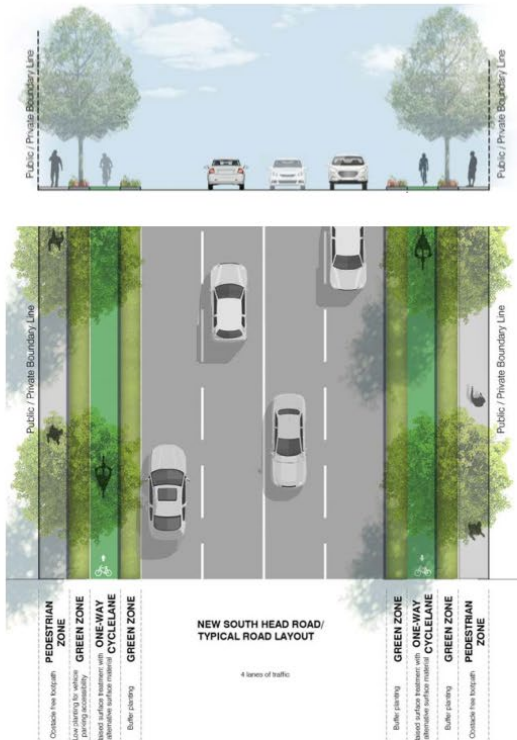 Public / Private Boundary Line
Public / Private Boundary Line
Public / Private Boundary Line
Public / Private Boundary Line
PEDESTRIAN
ZONE
Obstacle free footpath
GREEN ZONE
Low planting for vehicle
parking accessibility
ONE-WAY
CYCLELANE
surface treatment with
alternative surface material
GREEN ZONE
Buffer planting
NEW SOUTH HEAD ROAD/
TYPICAL ROAD LAYOUT
4 lanes of traffic
GREEN ZONE
Buffer planting
ONE-WAY
CYCLELANE
surface treatment with
alternative surface material
GREEN ZONE
Buffer planting
PEDESTRIAN
ZONE
Obstacle free footpath